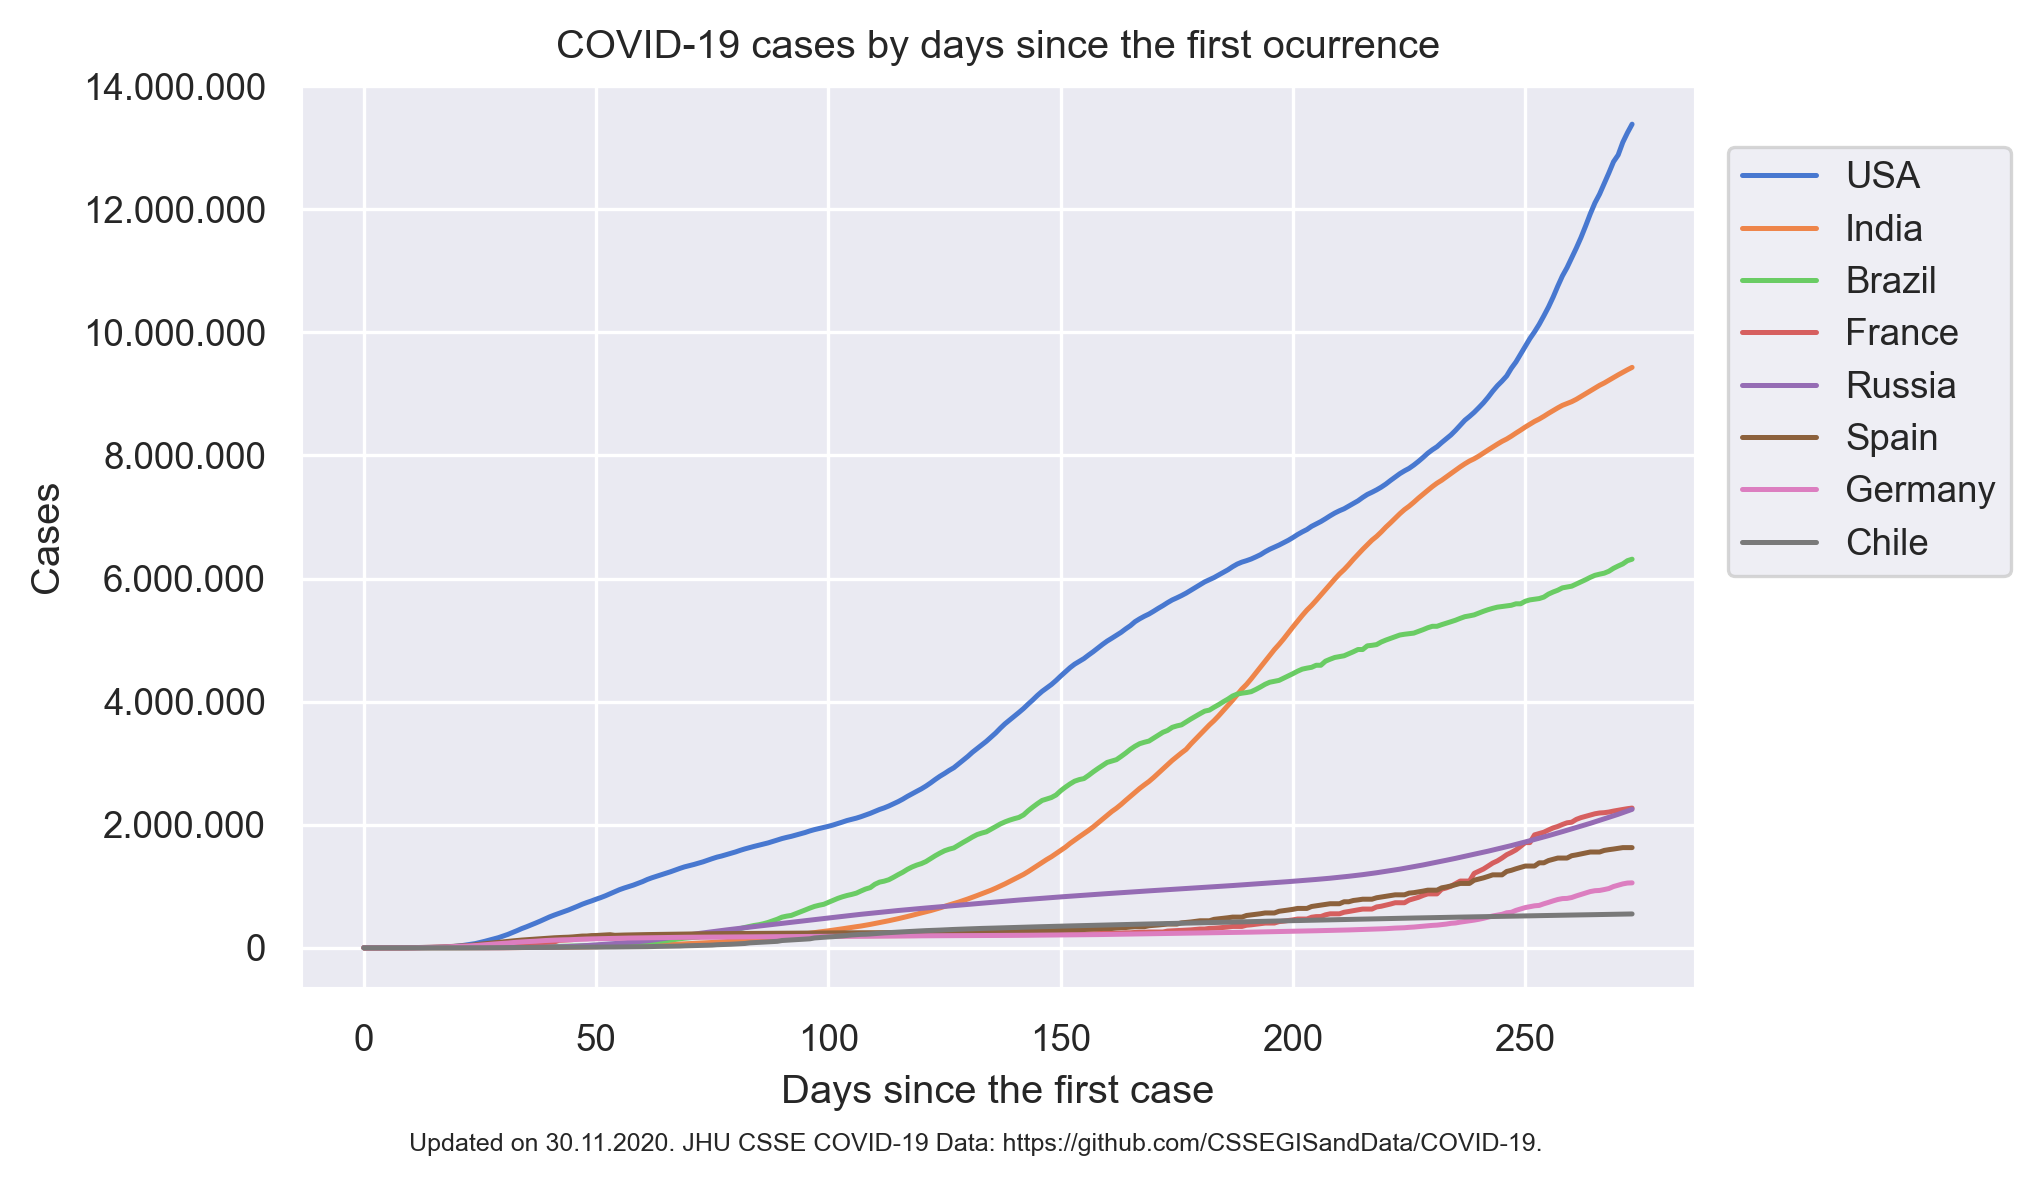 COVID-19 cases by days since the first ocurrence
14.000.000
12.000.000
10.000.000
8.000.000
6.000.000
4.000.000
2.000.000
0
Cases
0 50 100 150 200 250
Days since the first case
USA
India
Brazil
France
Russia
Spain
Germany
Chile
Updated on 30.11.2020. JHU CSSE COVID-19 Data: https://github.com/CSSEGISandData/COVID-19.